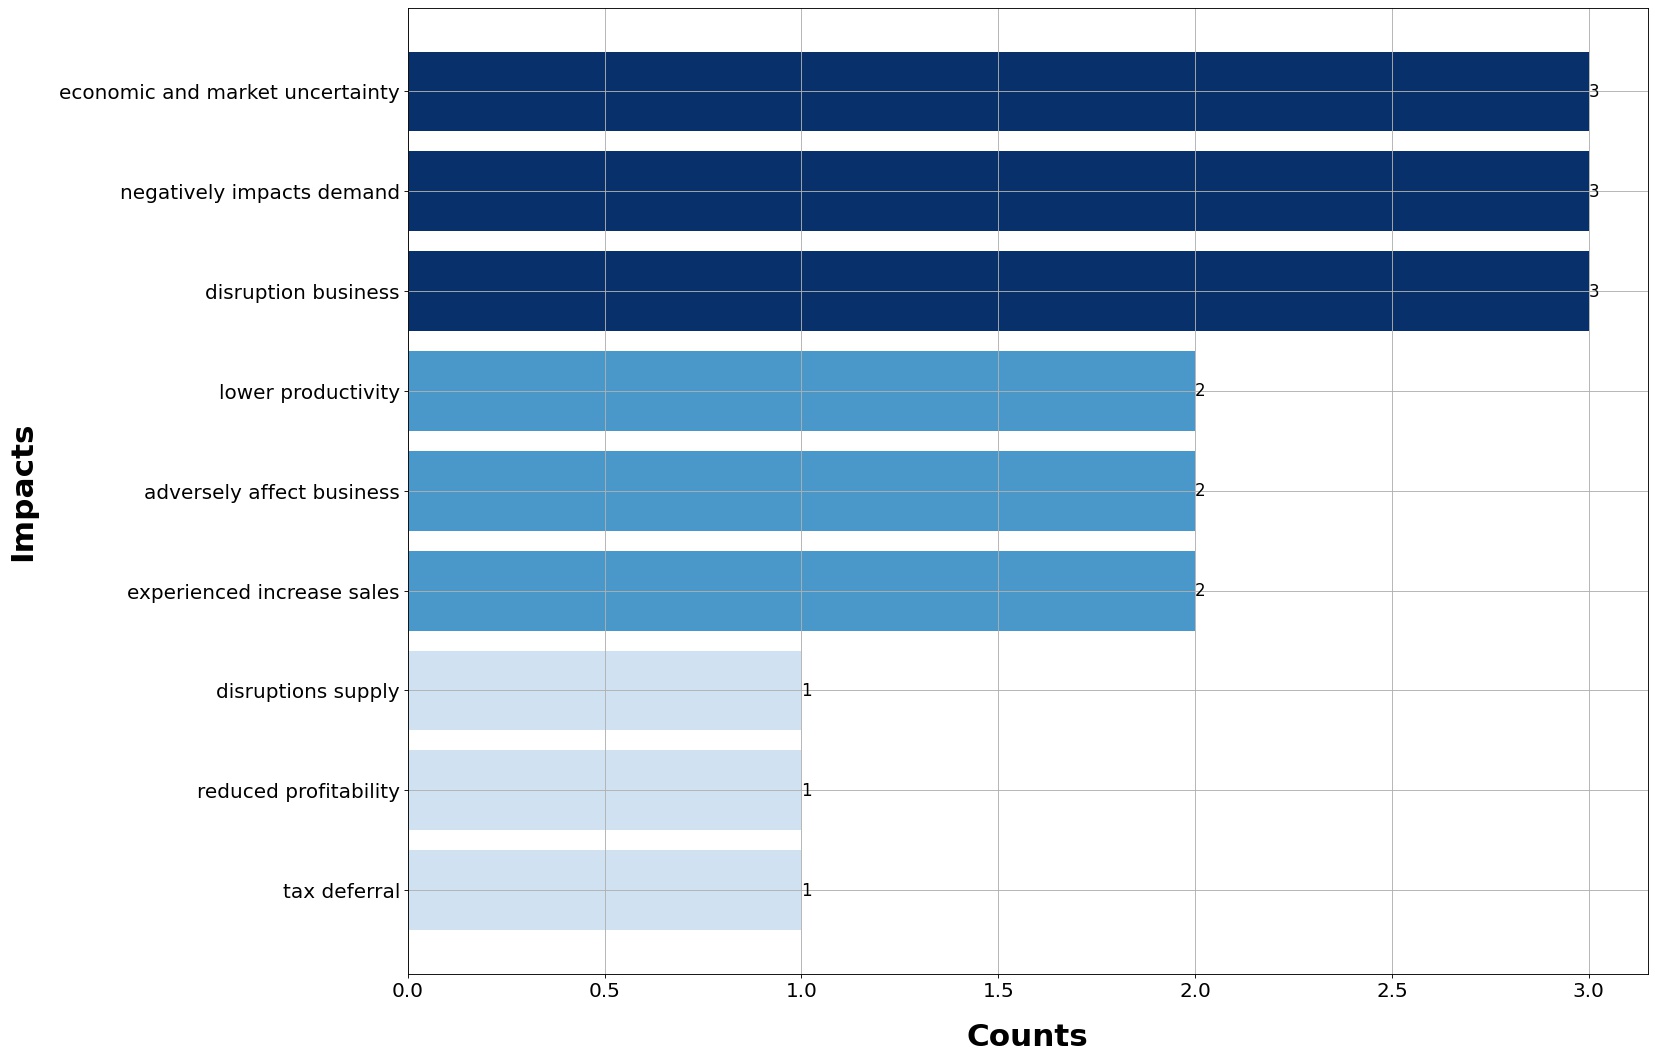 economic and market uncertainty
3
negatively impacts demand
3
disruption business
3
lower productivity
2
adversely affect business
2
experienced increase sales
2
disruptions supply
1
reduced profitability
1
tax deferral
1
Impacts
0.0
0.5
1.0
1.5
2.0
2.5
3.0
Counts